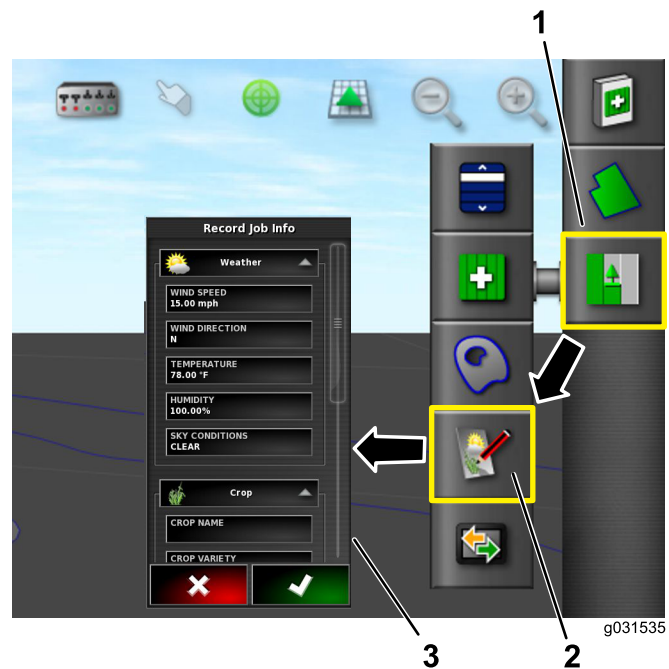 1
Record Job Info
Weather
WIND SPEED
15.00 mph
WIND DIRECTION
N
TEMPERATURE
78.00 °F
HUMIDITY
100.00%
SKY CONDITIONS
CLEAR
Crop
CROP NAME
CROP VARIETY
g031535
3
2